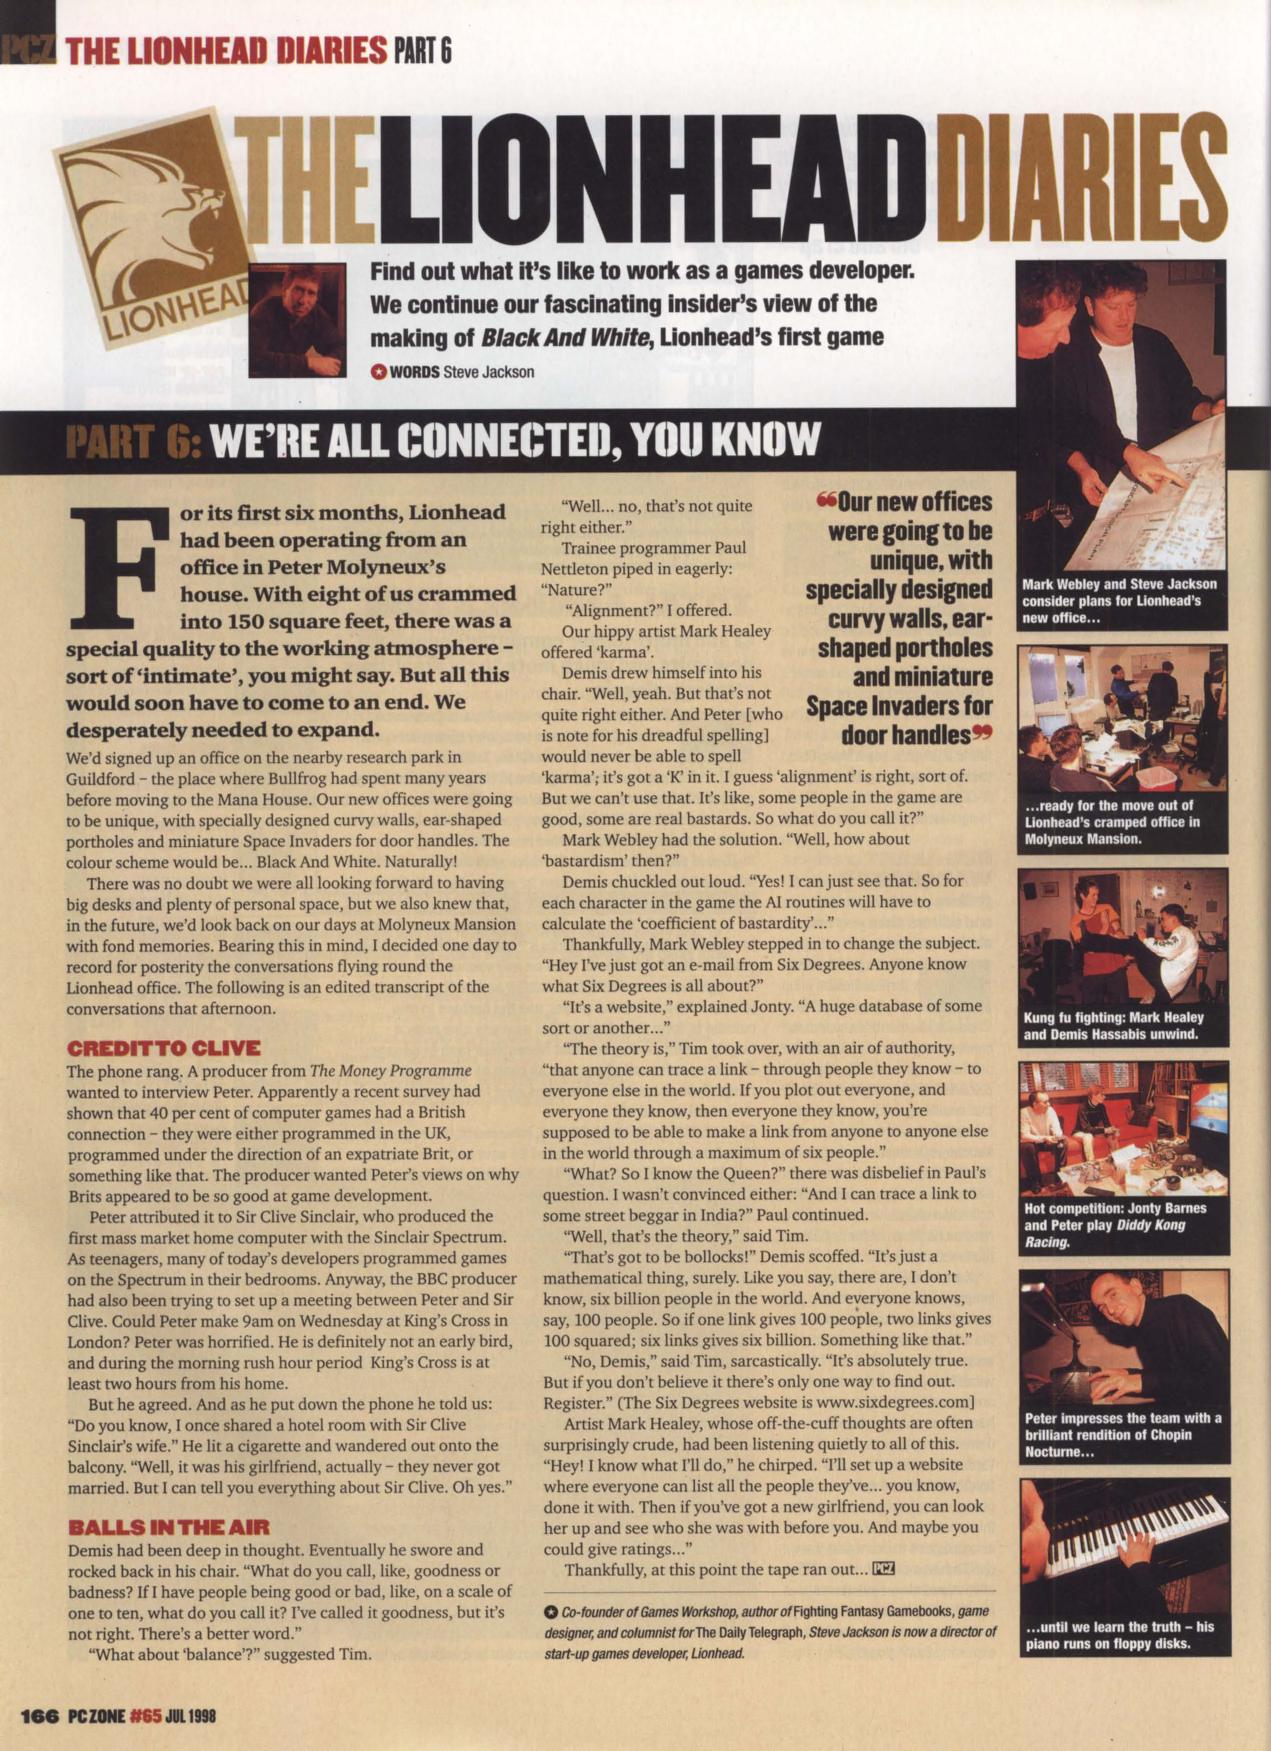 PCZ THE LIONHEAD DIARIES PART 6
THE LIONHEAD DIARIES
LIONHEAD
Find out what it's like to work as a games developer.
We continue our fascinating insider's view of the
making of Black And White, Lionhead's first game
WORDS Steve Jackson
PART 6: WE'RE ALL CONNECTED, YOU KNOW
For its first six months, Lionhead
had been operating from an
office in Peter Molyneux's
house. With eight of us crammed
into 150 square feet, there was a
special quality to the working atmosphere –
sort of 'intimate', you might say. But all this
would soon have to come to an end. We
desperately needed to expand.
We'd signed up an office on the nearby research park in
Guildford – the place where Bullfrog had spent many years
before moving to the Mana House. Our new offices were going
to be unique, with specially designed curvy walls, ear-shaped
portholes and miniature Space Invaders for door handles. The
colour scheme would be... Black And White. Naturally!
There was no doubt we were all looking forward to having
big desks and plenty of personal space, but we also knew that,
in the future, we'd look back on our days at Molyneux Mansion
with fond memories. Bearing this in mind, I decided one day to
record for posterity the conversations flying round the
Lionhead office. The following is an edited transcript of the
conversations that afternoon.
CREDIT TO CLIVE
The phone rang. A producer from The Money Programme
wanted to interview Peter. Apparently a recent survey had
shown that 40 per cent of computer games had a British
connection – they were either programmed in the UK,
programmed under the direction of an expatriate Brit, or
something like that. The producer wanted Peter's views on why
Brits appeared to be so good at game development.
Peter attributed it to Sir Clive Sinclair, who produced the
first mass market home computer with the Sinclair Spectrum.
As teenagers, many of today's developers programmed games
on the Spectrum in their bedrooms. Anyway, the BBC producer
had also been trying to set up a meeting between Peter and Sir
Clive. Could Peter make 9am on Wednesday at King's Cross in
London? Peter was horrified. He is definitely not an early bird,
and during the morning rush hour period King's Cross is at
least two hours from his home.
But he agreed. And as he put down the phone he told us:
"Do you know, I once shared a hotel room with Sir Clive
Sinclair's wife." He lit a cigarette and wandered out onto the
balcony. "Well, it was his girlfriend, actually – they never got
married. But I can tell you everything about Sir Clive. Oh yes."
BALLS IN THE AIR
Demis had been deep in thought. Eventually he swore and
rocked back in his chair. "What do you call, like, goodness or
badness? If I have people being good or bad, like, on a scale of
one to ten, what do you call it? I've called it goodness, but it's
not right. There's a better word."
"What about 'balance'?" suggested Tim.
"Well... no, that's not quite
right either."
Trainee programmer Paul
Nettleton piped in eagerly:
"Nature?"
"Alignment?" I offered.
Our hippy artist Mark Healey
offered 'karma'.
Demis drew himself into his
chair. "Well, yeah. But that's not
quite right either. And Peter [who
is note for his dreadful spelling]
would never be able to spell
'karma'; it's got a 'K' in it. I guess 'alignment' is right, sort of.
But we can't use that. It's like, some people in the game are
good, some are real bastards. So what do you call it?"
Mark Webley had the solution. "Well, how about
'bastardism' then?"
Demis chuckled out loud. "Yes! I can just see that. So for
each character in the game the AI routines will have to
calculate the 'coefficient of bastardity'..."
Thankfully, Mark Webley stepped in to change the subject.
"Hey I've just got an e-mail from Six Degrees. Anyone know
what Six Degrees is all about?"
"It's a website," explained Jonty. "A huge database of some
sort or another..."
"The theory is," Tim took over, with an air of authority,
"that anyone can trace a link – through people they know – to
everyone else in the world. If you plot out everyone, and
everyone they know, then everyone they know, you're
supposed to be able to make a link from anyone to anyone else
in the world through a maximum of six people."
"What? So I know the Queen?" there was disbelief in Paul's
question. I wasn't convinced either: "And I can trace a link to
some street beggar in India?" Paul continued.
"Well, that's the theory," said Tim.
"That's got to be bollocks!" Demis scoffed. "It's just a
mathematical thing, surely. Like you say, there are, I don't
know, six billion people in the world. And everyone knows,
say, 100 people. So if one link gives 100 people, two links gives
100 squared; six links gives six billion. Something like that."
"No, Demis," said Tim, sarcastically. "It's absolutely true.
But if you don't believe it there's only one way to find out.
Register." (The Six Degrees website is www.sixdegrees.com]
Artist Mark Healey, whose off-the-cuff thoughts are often
surprisingly crude, had been listening quietly to all of this.
"Hey! I know what I'll do," he chirped. "I'll set up a website
where everyone can list all the people they've... you know,
done it with. Then if you've got a new girlfriend, you can look
her up and see who she was with before you. And maybe you
could give ratings..."
Thankfully, at this point the tape ran out... PCZ
Co-founder of Games Workshop, author of Fighting Fantasy Gamebooks, game
designer, and columnist for The Daily Telegraph, Steve Jackson is now a director of
start-up games developer, Lionhead.
"Our new offices
were going to be
unique, with
specially designed
curvy walls, ear-
shaped portholes
and miniature
Space Invaders for
door handles"
Mark Webley and Steve Jackson
consider plans for Lionhead's
new office...
...ready for the move out of
Lionhead's cramped office in
Molyneux Mansion.
Kung fu fighting: Mark Healey
and Demis Hassabis unwind.
Hot competition: Jonty Barnes
and Peter play Diddy Kong
Racing.
Peter impresses the team with a
brilliant rendition of Chopin
Nocturne...
...until we learn the truth – his
piano runs on floppy disks.
166 PC ZONE #65 JUL 1998